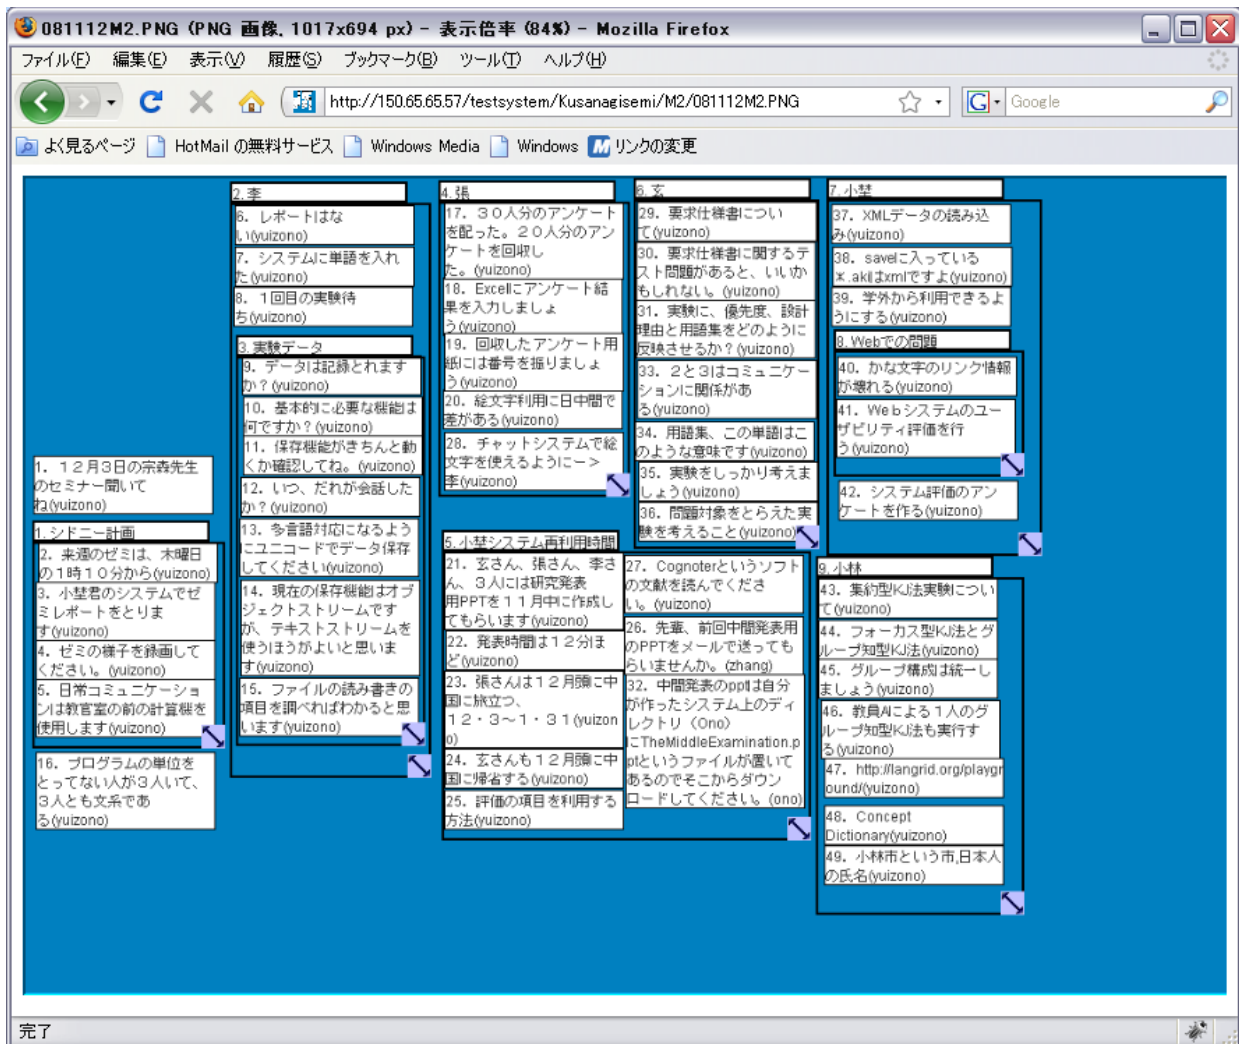 081112M2.PNG (PNG 画像, 1017x694 px) - 表示倍率 (84%) - Mozilla Firefox
ファイル(F) 編集(E) 表示(V) 履歴(S) ブックマーク(B) ツール(T) ヘルプ(H)
http://150.65.65.57/testsystem/Kusanagisemi/M2/081112M2.PNG
Google
よく見るページ HotMail の無料サービス Windows Media Windows リンクの変更
1. 12月3日の宗森先生
のセミナー聞いて
ね(yuizono)
1. シドニー計画
2. 来週のゼミは、木曜日
の1時10分から(yuizono)
3. 小埜君のシステムでゼ
ミレポートをとりま
す(yuizono)
4. ゼミの様子を録画して
ください。(yuizono)
5. 日常コミュニケーショ
ンは教官室の前の計算機を
使用します(yuizono)
16. プログラムの単位を
とってない人が3人いて、
3人とも文系であ
る(yuizono)
2. 李
6. レポートはな
い(yuizono)
7. システムに単語を入れ
た(yuizono)
8. 1回目の実験待
ち(yuizono)
3. 実験データ
9. データは記録とれます
か?(yuizono)
10. 基本的に必要な機能は
何ですか?(yuizono)
11. 保存機能がきちんと動
くか確認してね。(yuizono)
12. いつ、だれが会話した
か?(yuizono)
13. 多言語対応になるよう
にユニコードでデータ保存
してください(yuizono)
14. 現在の保存機能はオブ
ジェクトストリームです
が、テキストストリームを
使うほうがよいと思いま
す(yuizono)
15. ファイルの読み書きの
項目を調べればわかると思
います(yuizono)
4. 張
17. 30人分のアンケート
を配った。20人分のアン
ケートを回収し
た。(yuizono)
18. Excelにアンケート結
果を入力しましょ
う(yuizono)
19. 回収したアンケート用
紙には番号を振りましょ
う(yuizono)
20. 絵文字利用に日中間で
差がある(yuizono)
28. チャットシステムで絵
文字を使えるようにー>
李(yuizono)
5. 小埜システム再利用時間
21. 玄さん、張さん、李さ
ん、3人には研究発表
用PPTを11月中に作成し
てもらいます(yuizono)
22. 発表時間は12分ほ
ど(yuizono)
23. 張さんは12月頭に中
国に旅立つ、
12・3~1・31(yuizon
o)
24. 玄さんも12月頭に中
国に帰省する(yuizono)
25. 評価の項目を利用する
方法(yuizono)
27. Cognoterというソフト
の文献を読んでくださ
い。(yuizono)
26. 先輩、前回中間発表用
のPPTをメールで送っても
らいませんか。(zhang)
32. 中間発表のpptは自分
が作ったシステム上のディ
レクトリ(Ono)
にTheMiddleExamination.p
ptというファイルが置いて
あるのでそこからダウン
ロードしてください。(ono)
6. 玄
29. 要求仕様書につい
て(yuizono)
30. 要求仕様書に関するテ
スト問題があると、いいか
もしれない。(yuizono)
31. 実験に、優先度、設計
理由と用語集をどのように
反映させるか?(yuizono)
33. 2と3はコミュニケー
ションに関係があ
る(yuizono)
34. 用語集、この単語はこ
のような意味です(yuizono)
35. 実験をしっかり考えま
しょう(yuizono)
36. 問題対象をとらえた実
験を考えること(yuizono)
7. 小埜
37. XMLデータの読み込
み(yuizono)
38. saveに入っている
*.akiはxmlですよ(yuizono)
39. 学外から利用できるよ
うにする(yuizono)
8. Webでの問題
40. かな文字のリンク情報
が壊れる(yuizono)
41. Webシステムのユー
ザビリティ評価を行
う(yuizono)
42. システム評価のアン
ケートを作る(yuizono)
9. 小林
43. 集約型KJ法実験につい
て(yuizono)
44. フォーカス型KJ法とグ
ループ知型KJ法(yuizono)
45. グループ構成は統一し
ましょう(yuizono)
46. 教員Aによる1人のグ
ループ知型KJ法も実行す
る(yuizono)
47. http://langrid.org/playgr
ound/(yuizono)
48. Concept
Dictionary(yuizono)
49. 小林市という市,日本人
の氏名(yuizono)
完了